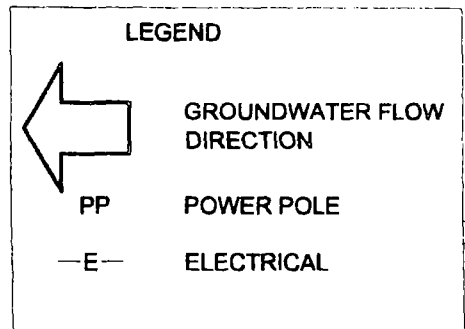 LEGEND
GROUNDWATER FLOW
DIRECTION
PP POWER POLE
—E— ELECTRICAL